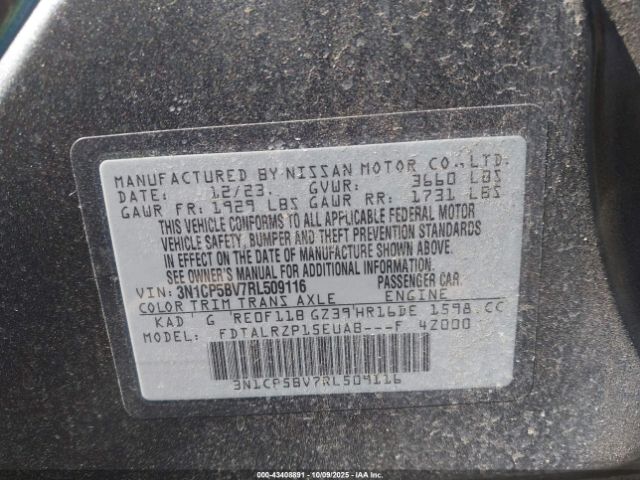 MANUFACTURED BY NISSAN MOTOR CO.,LTD.
DATE: 12/23. GVWR: 3660 LBS
GAWR FR: 1929 LBS GAWR RR: 1731 LBS
THIS VEHICLE CONFORMS TO ALL APPLICABLE FEDERAL MOTOR
VEHICLE SAFETY, BUMPER AND THEFT PREVENTION STANDARDS
IN EFFECT ON THE DATE OF MANUFACTURE SHOWN ABOVE.
SEE OWNER'S MANUAL FOR ADDITIONAL INFORMATION.
VIN: 3N1CP5BV7RL509116 PASSENGER CAR.
COLOR TRIM TRANS AXLE ENGINE
KAD G RE0F11B GZ39 HR16DE 1598 CC
MODEL: FDTALRZP15EUAB---F 4Z000
3N1CP5BV7RL509116
000-43408891 - 10/09/2025 - IAAI.COM